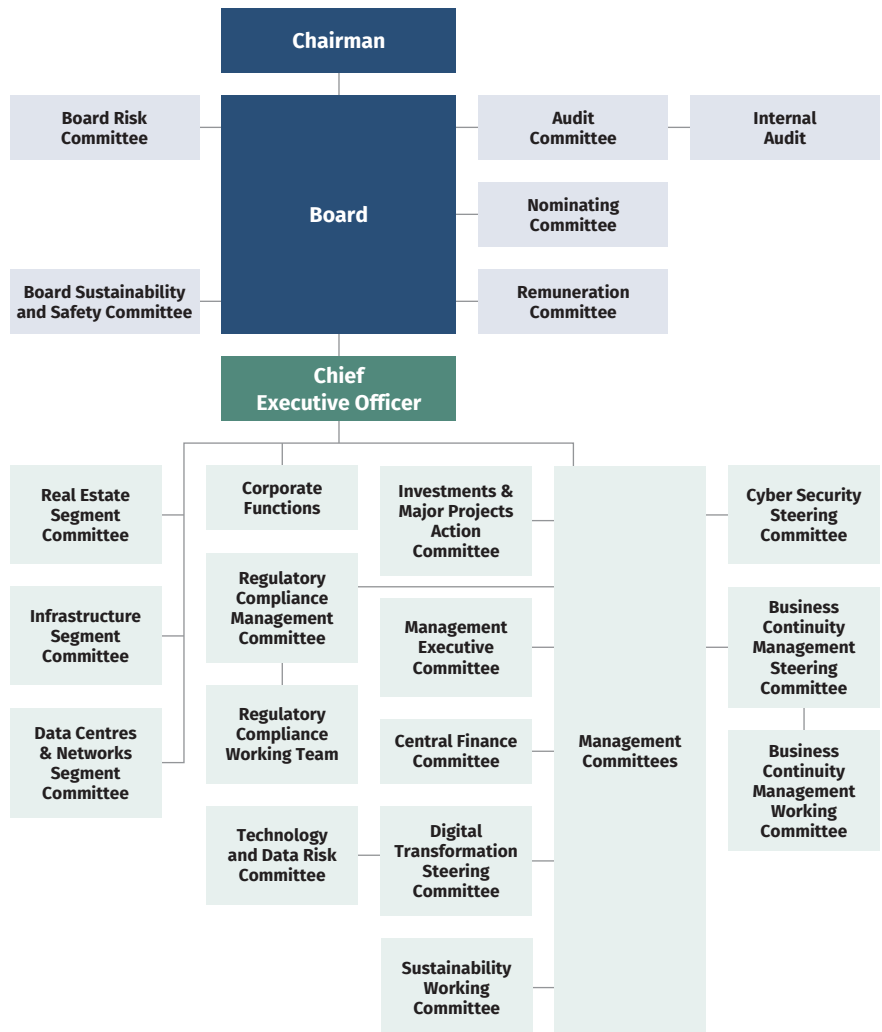 Chairman
Board Risk
Committee
Board
Audit
Committee
Internal
Audit
Nominating
Committee
Board Sustainability
and Safety Committee
Remuneration
Committee
Chief
Executive Officer
Real Estate
Segment
Committee
Corporate
Functions
Investments &
Major Projects
Action
Committee
Cyber Security
Steering
Committee
Infrastructure
Segment
Committee
Regulatory
Compliance
Management
Committee
Management
Executive
Committee
Business
Continuity
Management
Steering
Committee
Data Centres
& Networks
Segment
Committee
Regulatory
Compliance
Working Team
Central Finance
Committee
Management
Committees
Business
Continuity
Management
Working
Committee
Technology
and Data Risk
Committee
Digital
Transformation
Steering
Committee
Sustainability
Working
Committee